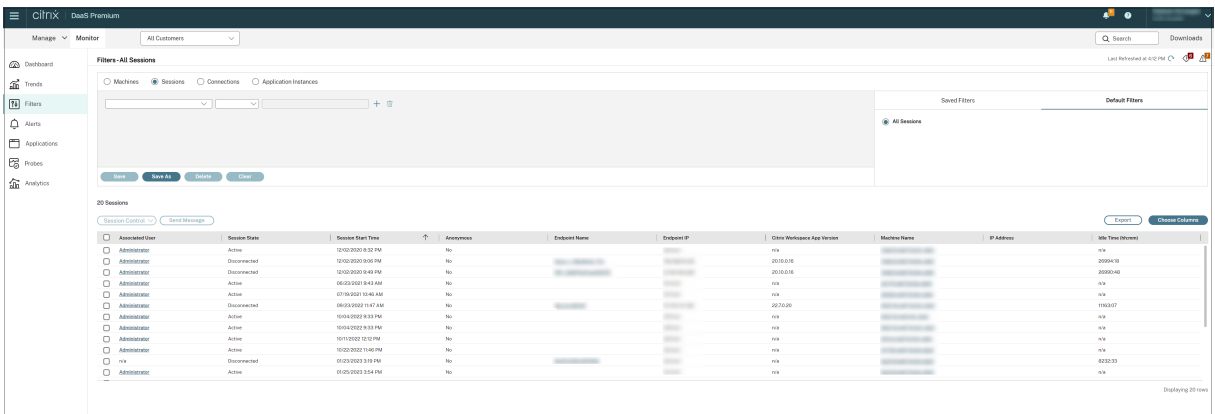 citrix | DaaS Premium
Manage Monitor All Customers Search Downloads
Dashboard
Trends
Filters
Alerts
Applications
Probes
Analytics
Filters - All Sessions
Last Refreshed at 4:12 PM
Machines Sessions Connections Application Instances
Saved Filters Default Filters
All Sessions
Save Save As Delete Clear
20 Sessions
Session Control Send Message Export Choose Columns
Associated User Session State Session Start Time Anonymous Endpoint Name Endpoint IP Citrix Workspace App Version Machine Name IP Address Idle Time (hh:mm)
Administrator Active 12/02/2020 8:32 PM No n/a n/a
Administrator Disconnected 12/02/2020 9:06 PM No 20.10.0.16 26994:18
Administrator Disconnected 12/02/2020 9:49 PM No 20.10.0.16 26990:48
Administrator Active 06/23/2021 9:43 AM No n/a n/a
Administrator Active 07/19/2021 10:46 AM No n/a n/a
Administrator Disconnected 09/23/2022 11:47 AM No 22.7.0.20 11163:07
Administrator Active 10/04/2022 9:33 PM No n/a n/a
Administrator Active 10/04/2022 9:33 PM No n/a n/a
Administrator Active 10/11/2022 12:12 PM No n/a n/a
Administrator Active 10/22/2022 11:46 PM No n/a n/a
n/a Disconnected 01/23/2023 3:19 PM No n/a 8232:33
Administrator Active 01/25/2023 3:54 PM No n/a n/a
Displaying 20 rows